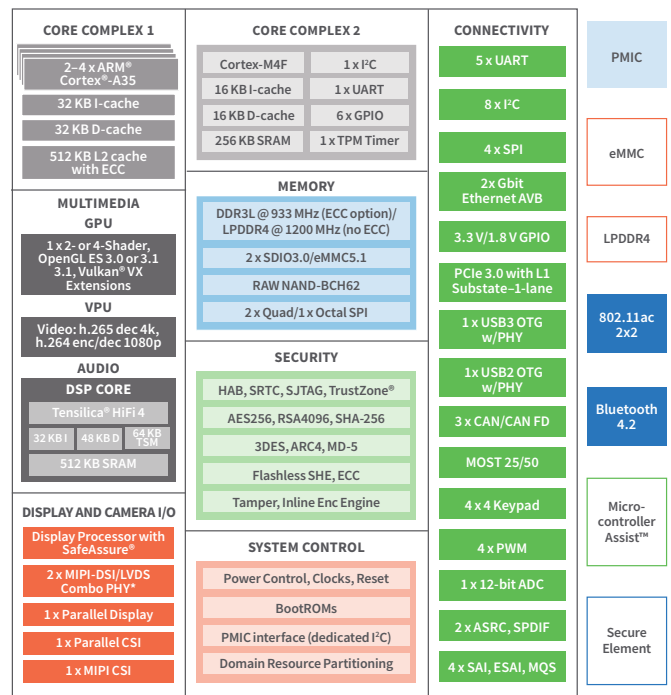 CORE COMPLEX 1
2–4 x ARM®
Cortex®-A35
32 KB I-cache
32 KB D-cache
512 KB L2 cache
with ECC
MULTIMEDIA
GPU
1 x 2- or 4-Shader,
OpenGL ES 3.0 or 3.1
3.1, Vulkan® VX
Extensions
VPU
Video: h.265 dec 4k,
h.264 enc/dec 1080p
AUDIO
DSP CORE
Tensilica® HiFi 4
32 KB I
48 KB D
64 KB
TSM
512 KB SRAM
DISPLAY AND CAMERA I/O
Display Processor with
SafeAssure®
2 x MIPI-DSI/LVDS
Combo PHY*
1 x Parallel Display
1 x Parallel CSI
1 x MIPI CSI
CORE COMPLEX 2
Cortex-M4F
1 x I²C
16 KB I-cache
1 x UART
16 KB D-cache
6 x GPIO
256 KB SRAM
1 x TPM Timer
MEMORY
DDR3L @ 933 MHz (ECC option)/
LPDDR4 @ 1200 MHz (no ECC)
2 x SDIO3.0/eMMC5.1
RAW NAND-BCH62
2 x Quad/1 x Octal SPI
SECURITY
HAB, SRTC, SJTAG, TrustZone®
AES256, RSA4096, SHA-256
3DES, ARC4, MD-5
Flashless SHE, ECC
Tamper, Inline Enc Engine
SYSTEM CONTROL
Power Control, Clocks, Reset
BootROMs
PMIC interface (dedicated I²C)
Domain Resource Partitioning
CONNECTIVITY
5 x UART
8 x I²C
4 x SPI
2x Gbit
Ethernet AVB
3.3 V/1.8 V GPIO
PCIe 3.0 with L1
Substate–1-lane
1 x USB3 OTG
w/PHY
1x USB2 OTG
w/PHY
3 x CAN/CAN FD
MOST 25/50
4 x 4 Keypad
4 x PWM
1 x 12-bit ADC
2 x ASRC, SPDIF
4 x SAI, ESAI, MQS
PMIC
eMMC
LPDDR4
802.11ac
2x2
Bluetooth
4.2
Micro-
controller
Assist™
Secure
Element